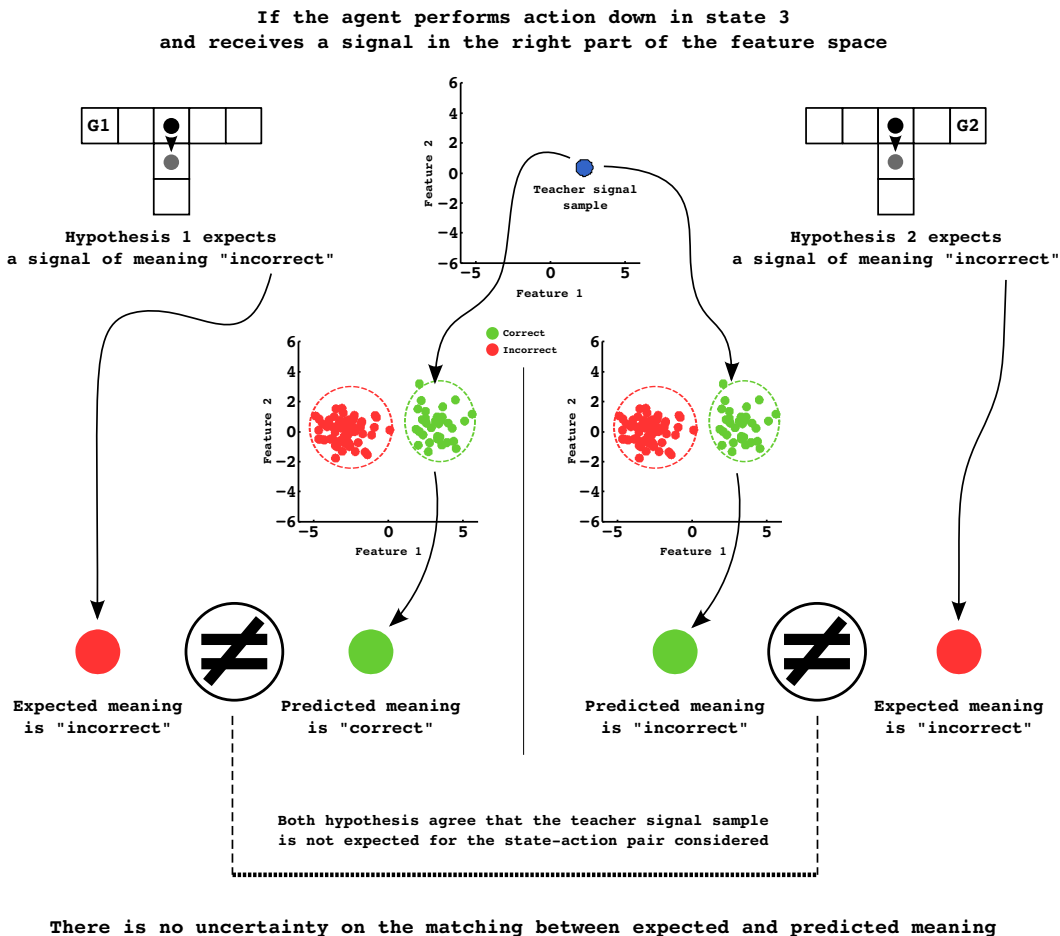 If the agent performs action down in state 3
and receives a signal in the right part of the feature space
G1
G2
Hypothesis 1 expects
a signal of meaning "incorrect"
6
4
2
0
−2
−4
−6
−5
0
5
Feature 2
Feature 1
Teacher signal
sample
Hypothesis 2 expects
a signal of meaning "incorrect"
Correct
Incorrect
6
4
2
0
−2
−4
−6
−5
0
5
Feature 2
Feature 1
6
4
2
0
−2
−4
−6
−5
0
5
Feature 2
Feature 1
Expected meaning
is "incorrect"
Predicted meaning
is "correct"
Predicted meaning
is "incorrect"
Expected meaning
is "incorrect"
Both hypothesis agree that the teacher signal sample
is not expected for the state-action pair considered
There is no uncertainty on the matching between expected and predicted meaning